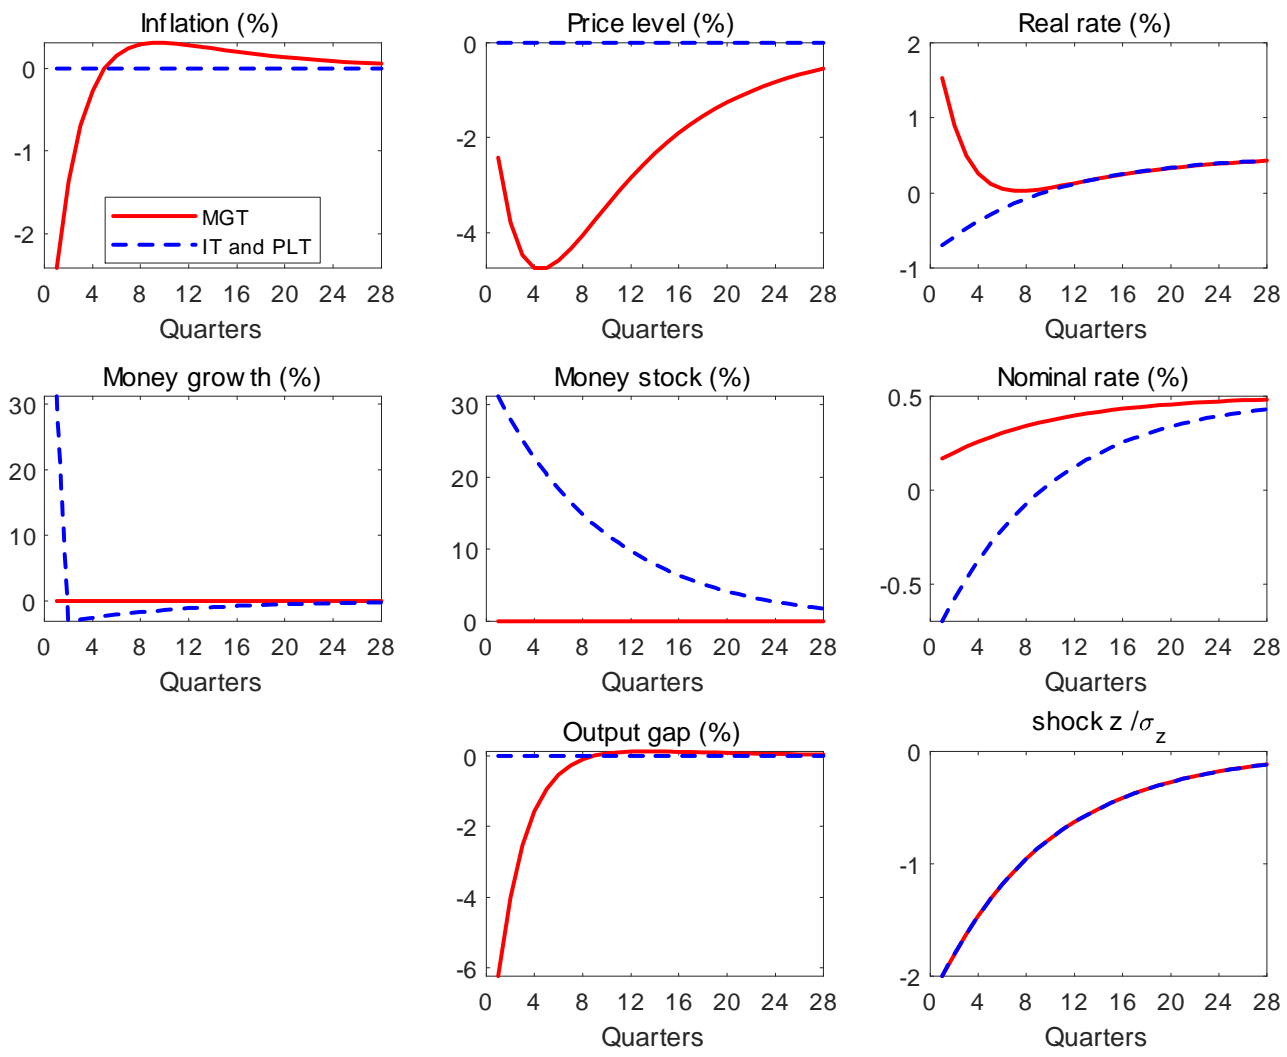 Inflation (%)
0
-1
-2
MGT
IT and PLT
0 4 8 12 16 20 24 28
Quarters
Price level (%)
0
-2
-4
0 4 8 12 16 20 24 28
Quarters
Real rate (%)
2
1
0
-1
0 4 8 12 16 20 24 28
Quarters
Money growth (%)
30
20
10
0
0 4 8 12 16 20 24 28
Quarters
Money stock (%)
30
20
10
0
0 4 8 12 16 20 24 28
Quarters
Nominal rate (%)
0.5
0
-0.5
0 4 8 12 16 20 24 28
Quarters
Output gap (%)
0
-2
-4
-6
0 4 8 12 16 20 24 28
Quarters
shock z /σ_z
0
-1
-2
0 4 8 12 16 20 24 28
Quarters